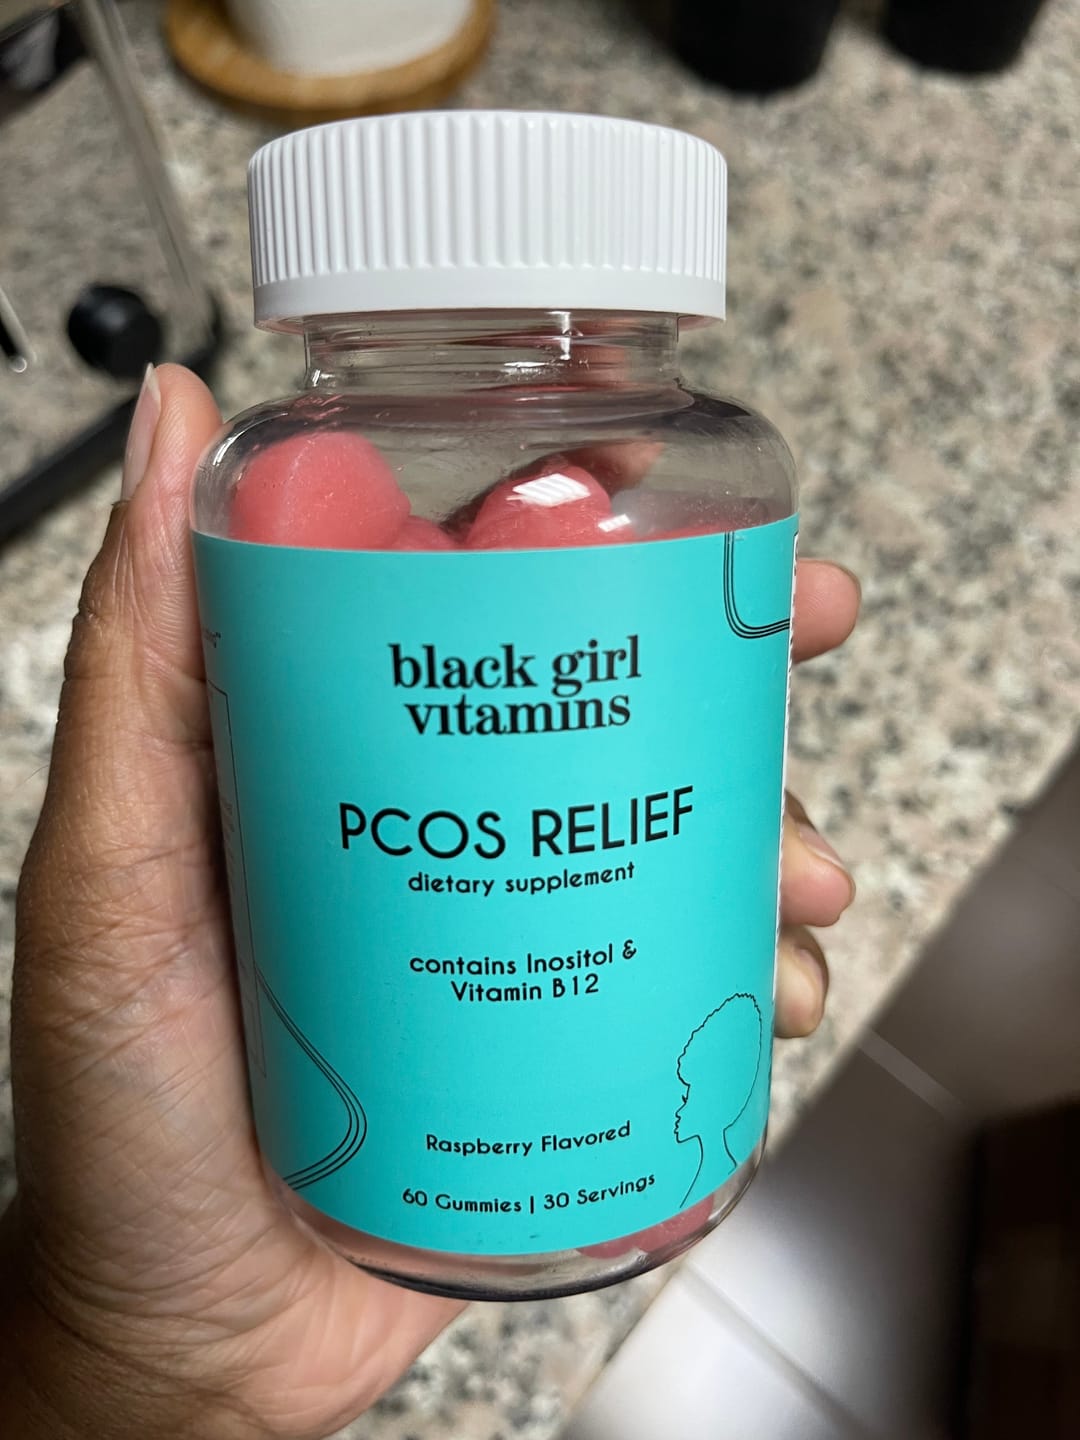 black girl
vitamins
PCOS RELIEF
dietary supplement
contains Inositol &
Vitamin B12
Raspberry Flavored
60 Gummies | 30 Servings